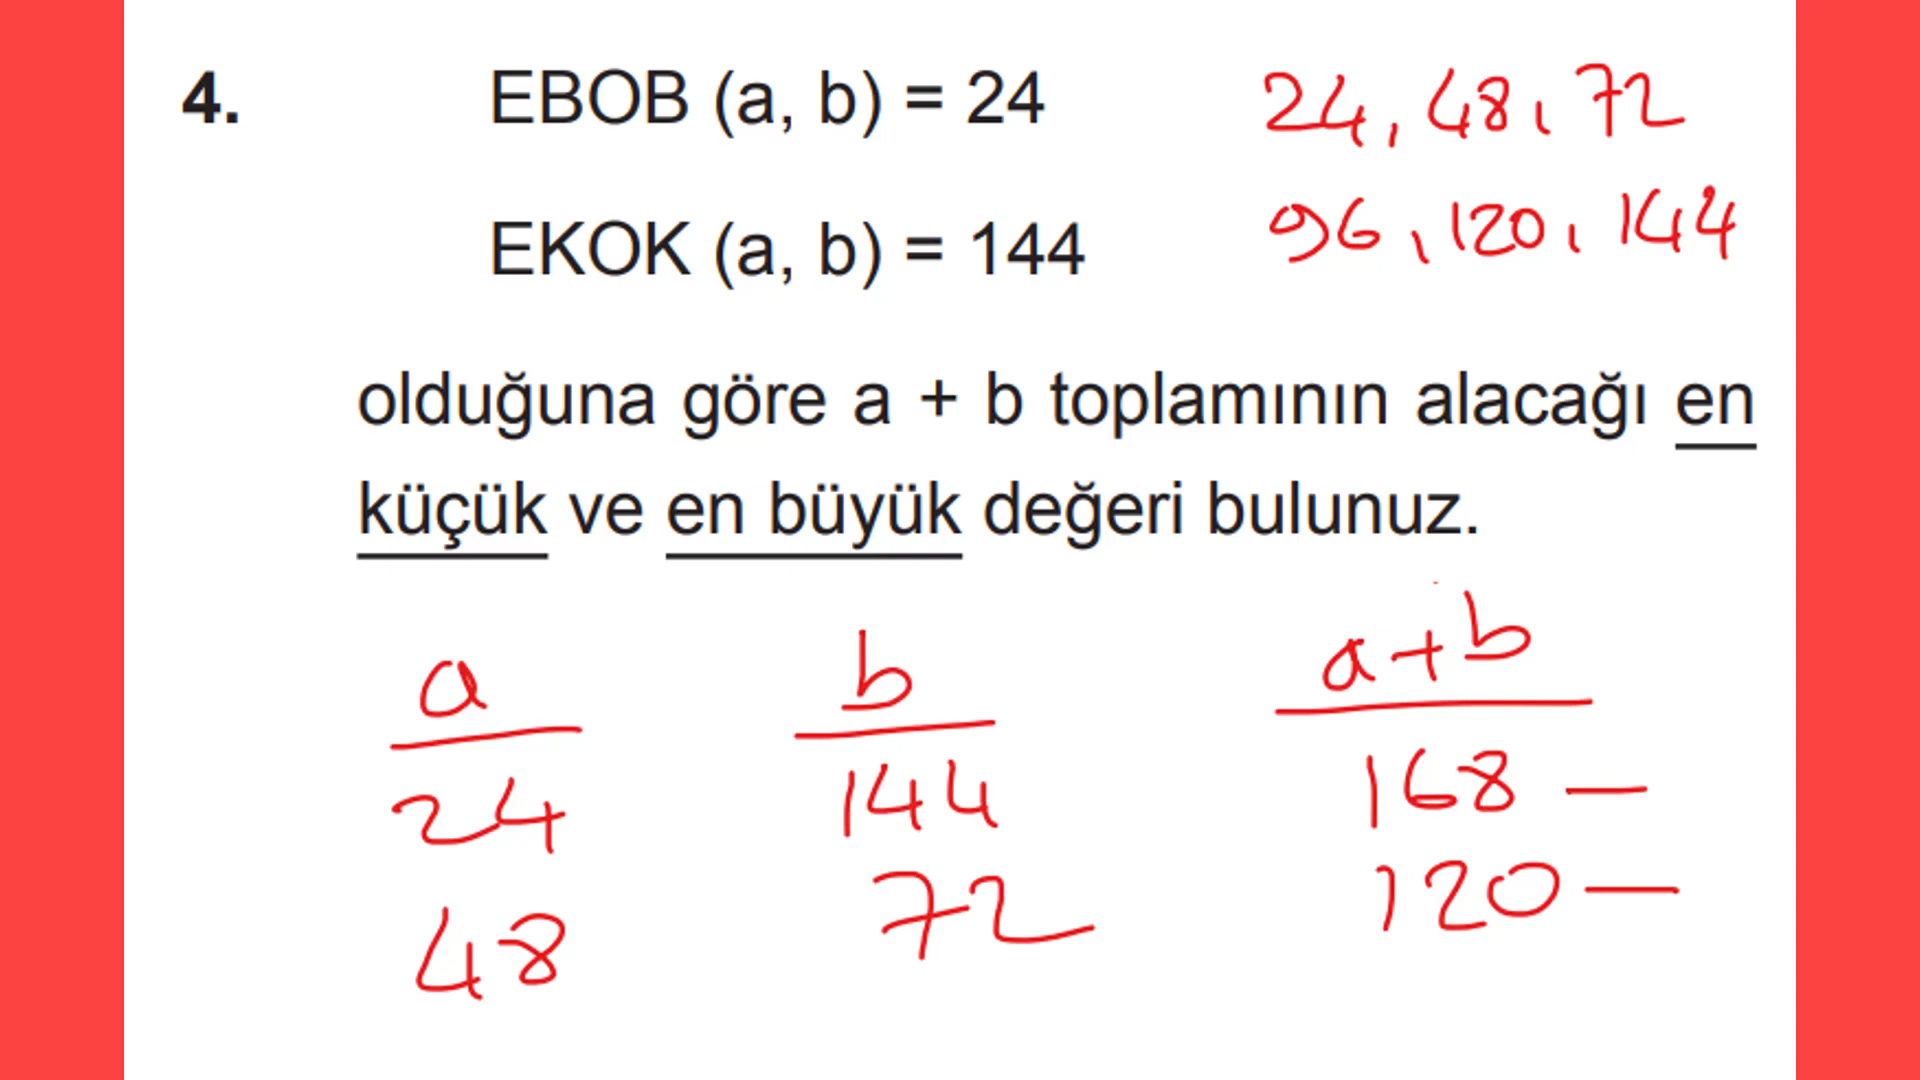 4. EBOB (a, b) = 24 24, 48, 72
EKOK (a, b) = 144 96, 120, 144
olduğuna göre a + b toplamının alacağı en
küçük ve en büyük değeri bulunuz.
a b a+b
24 144 168 —
48 72 120 —